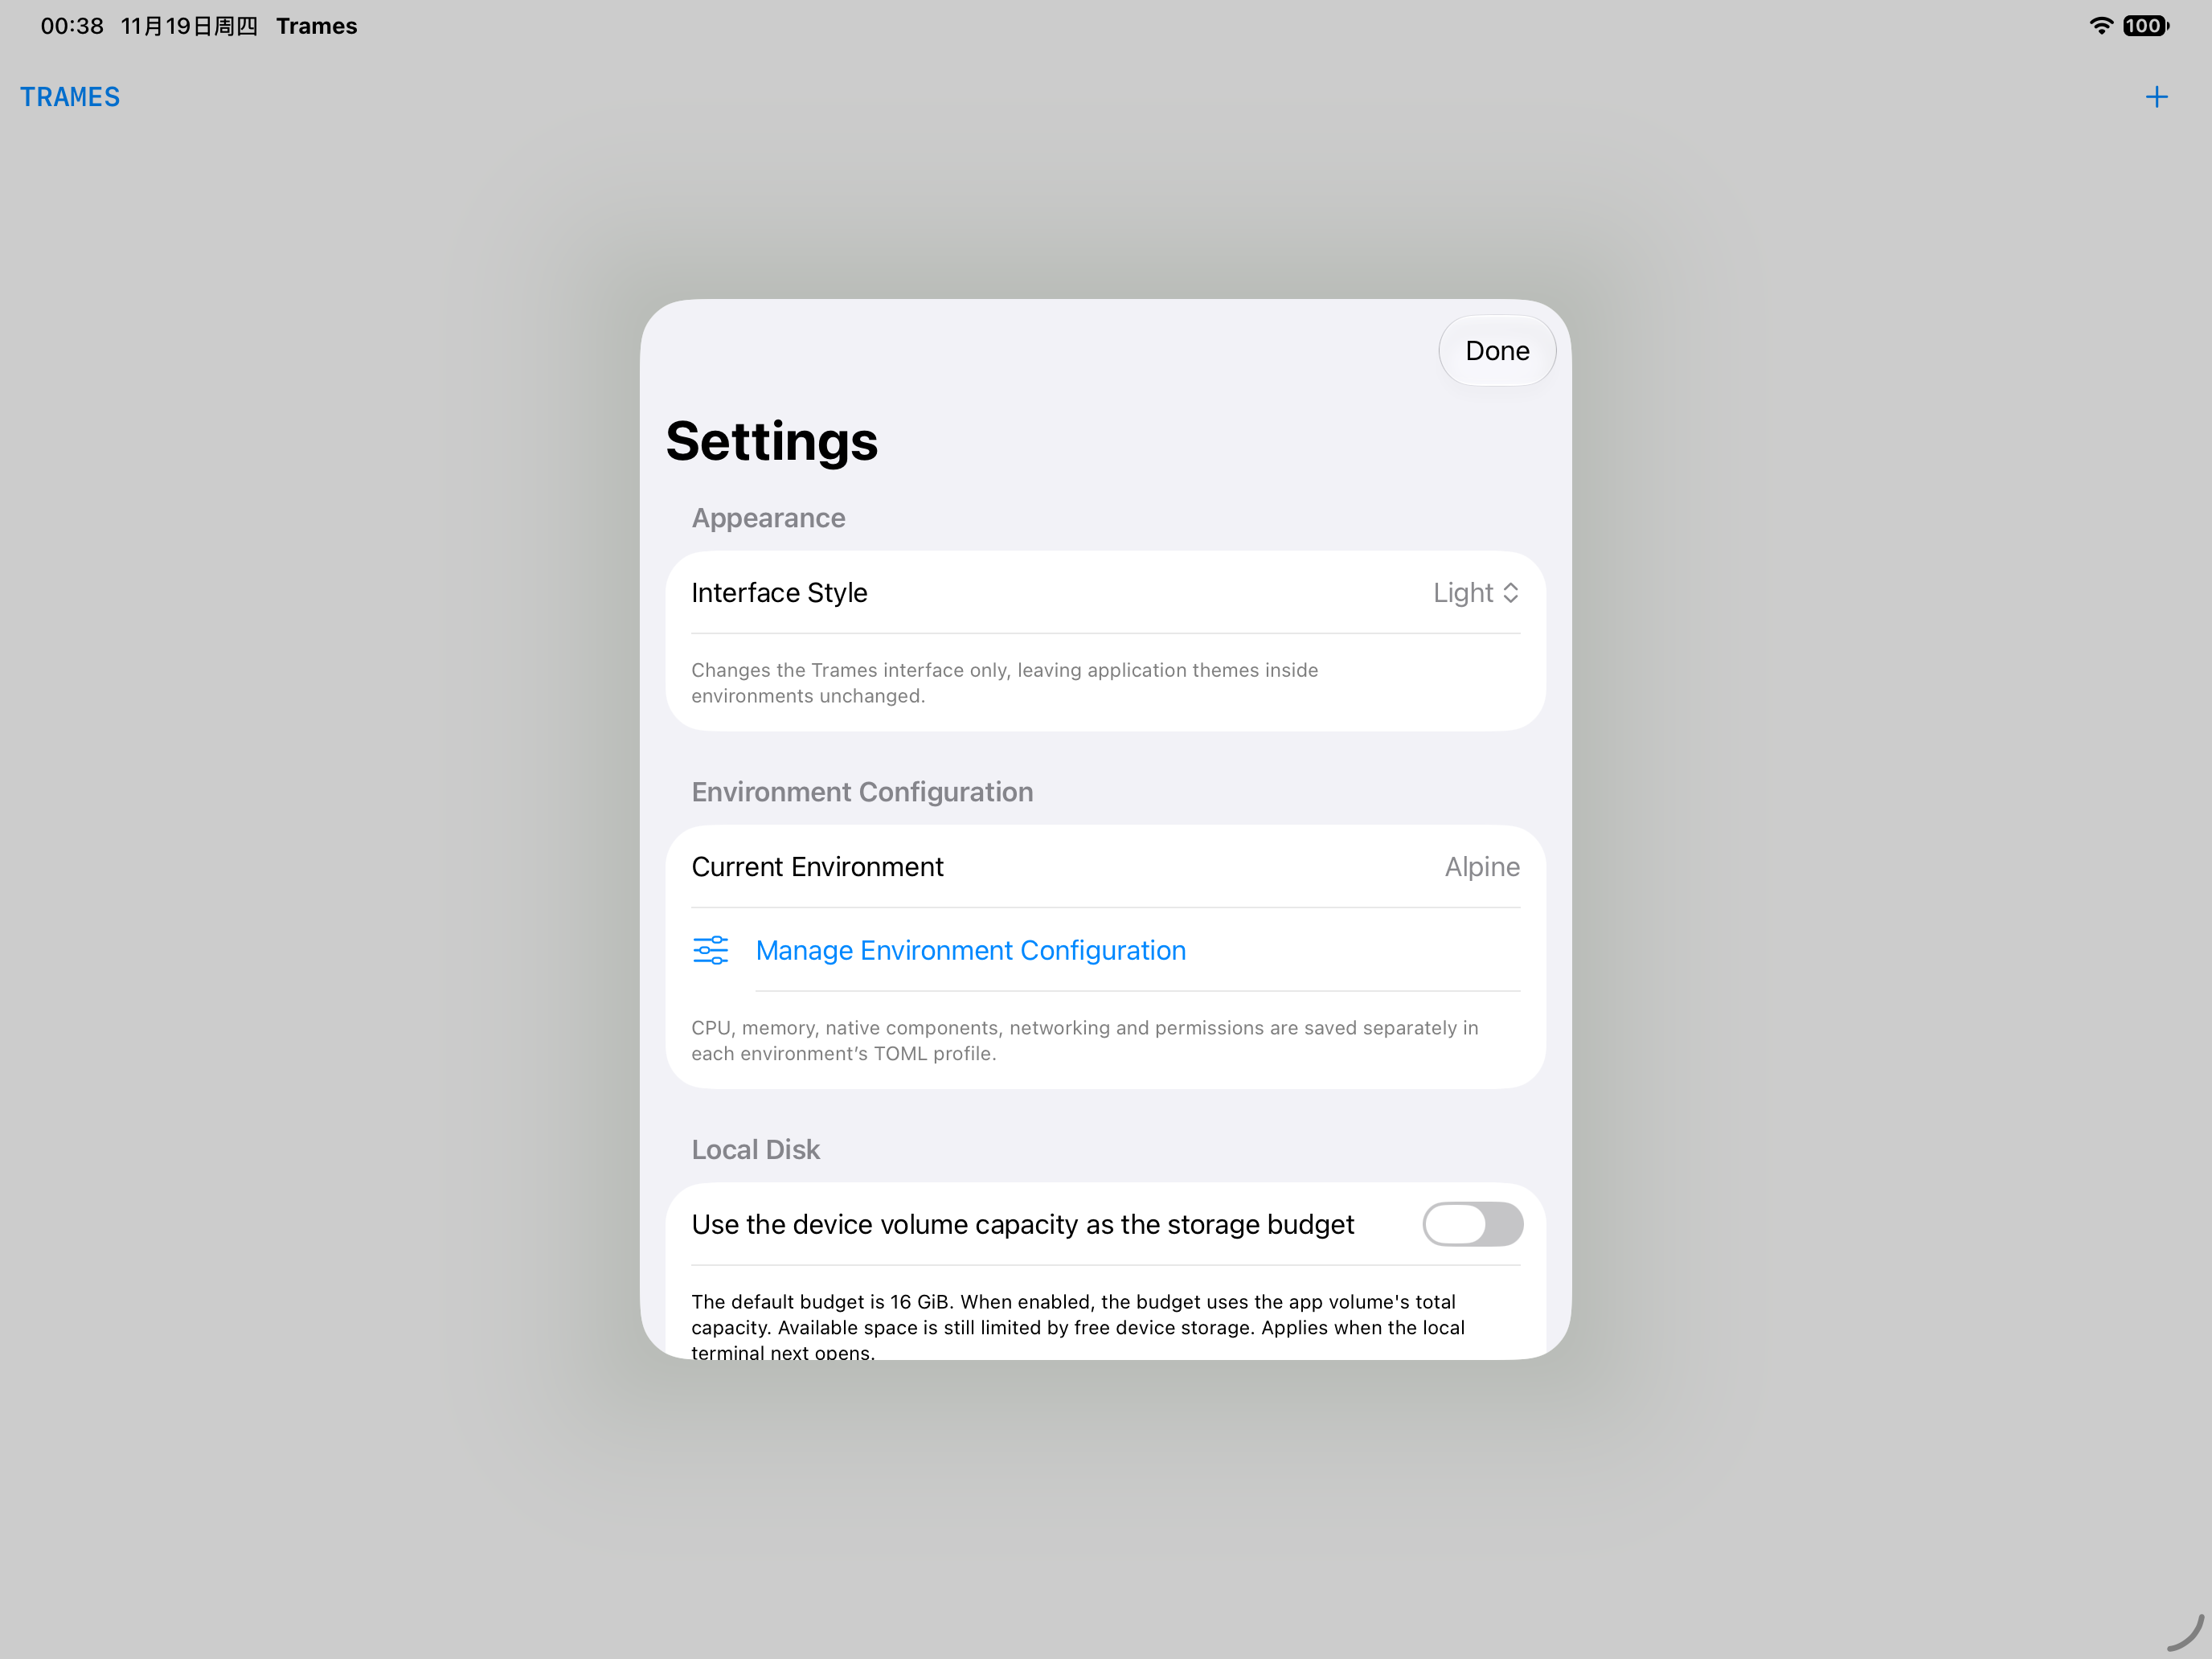 00:38 11月19日周四 Trames
100
TRAMES
Done
Settings
Appearance
Interface Style
Light
Changes the Trames interface only, leaving application themes inside
environments unchanged.
Environment Configuration
Current Environment
Alpine
Manage Environment Configuration
CPU, memory, native components, networking and permissions are saved separately in
each environment’s TOML profile.
Local Disk
Use the device volume capacity as the storage budget
The default budget is 16 GiB. When enabled, the budget uses the app volume's total
capacity. Available space is still limited by free device storage. Applies when the local
terminal next opens.